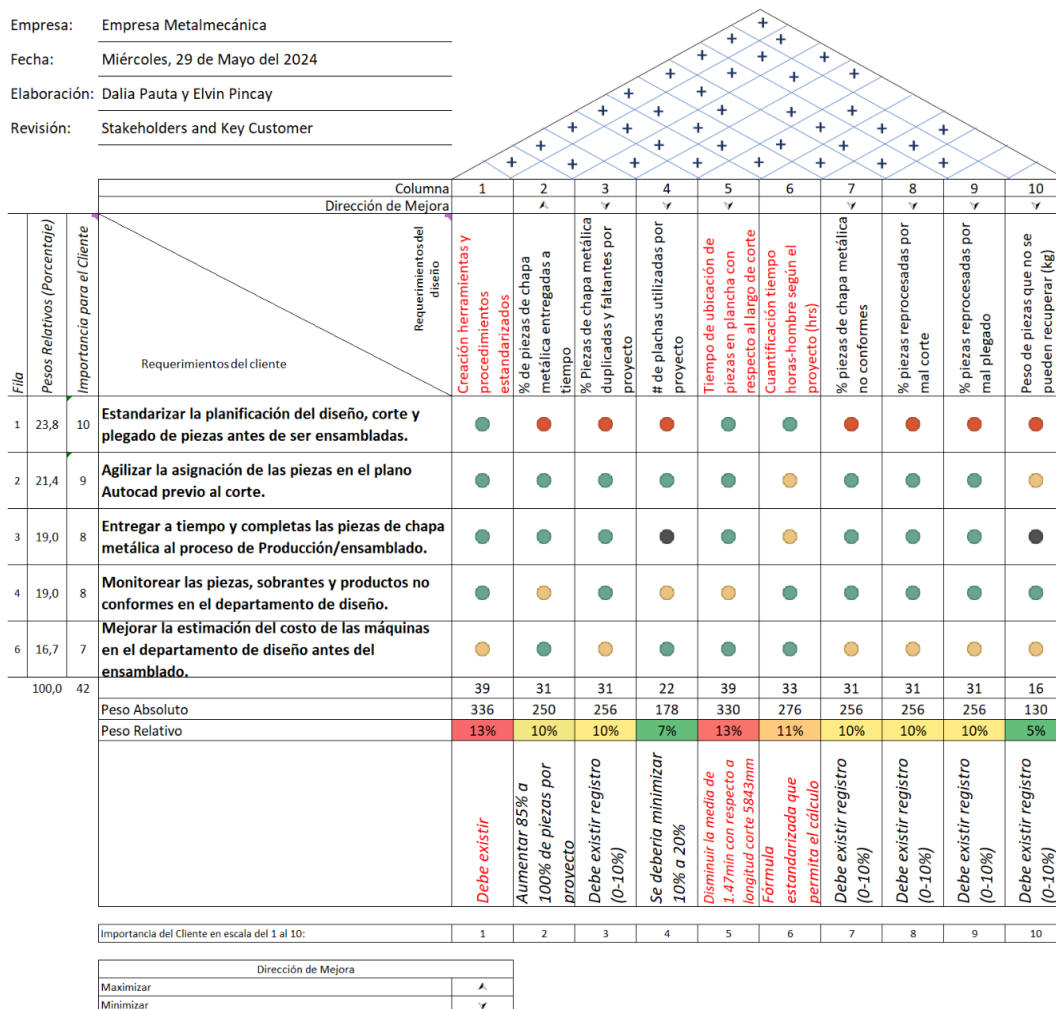 Empresa: Empresa Metalmecánica
Fecha: Miércoles, 29 de Mayo del 2024
Elaboración: Dalia Pauta y Elvin Pincay
Revisión: Stakeholders and Key Customer
Columna 1 2 3 4 5 6 7 8 9 10
Dirección de Mejora
Fila
Pesos Relativos (Porcentaje)
Importancia para el Cliente
Requerimientos del
diseño
Requerimientos del cliente
Creación herramientas y
procedimientos
estandarizados
% de piezas de chapa
metálica entregadas a
tiempo
% Piezas de chapa metálica
duplicadas y faltantes por
proyecto
# de plachas utilizadas por
proyecto
Tiempo de ubicación de
piezas en plancha con
respecto al largo de corte
Cuantificación tiempo
horas-hombre según el
proyecto (hrs)
% piezas de chapa metálica
no conformes
% piezas reprocesadas por
mal corte
% piezas reprocesadas por
mal plegado
Peso de piezas que no se
pueden recuperar (kg)
1 23,8 10 Estandarizar la planificación del diseño, corte y
plegado de piezas antes de ser ensambladas.
2 21,4 9 Agilizar la asignación de las piezas en el plano
Autocad previo al corte.
3 19,0 8 Entregar a tiempo y completas las piezas de chapa
metálica al proceso de Producción/ensamblado.
4 19,0 8 Monitorear las piezas, sobrantes y productos no
conformes en el departamento de diseño.
6 16,7 7 Mejorar la estimación del costo de las máquinas
en el departamento de diseño antes del
ensamblado.
100,0 42 39 31 31 22 39 33 31 31 31 16
Peso Absoluto 336 250 256 178 330 276 256 256 256 130
Peso Relativo 13% 10% 10% 7% 13% 11% 10% 10% 10% 5%
Debe existir
Aumentar 85% a
100% de piezas por
proyecto
Debe existir registro
(0-10%)
Se deberia minimizar
10% a 20%
Disminuir la media de
1.47min con respecto a
longitud corte 5843mm
Fórmula
estandarizada que
permita el cálculo
Debe existir registro
(0-10%)
Debe existir registro
(0-10%)
Debe existir registro
(0-10%)
Debe existir registro
(0-10%)
Importancia del Cliente en escala del 1 al 10: 1 2 3 4 5 6 7 8 9 10
Dirección de Mejora
Maximizar
Minimizar